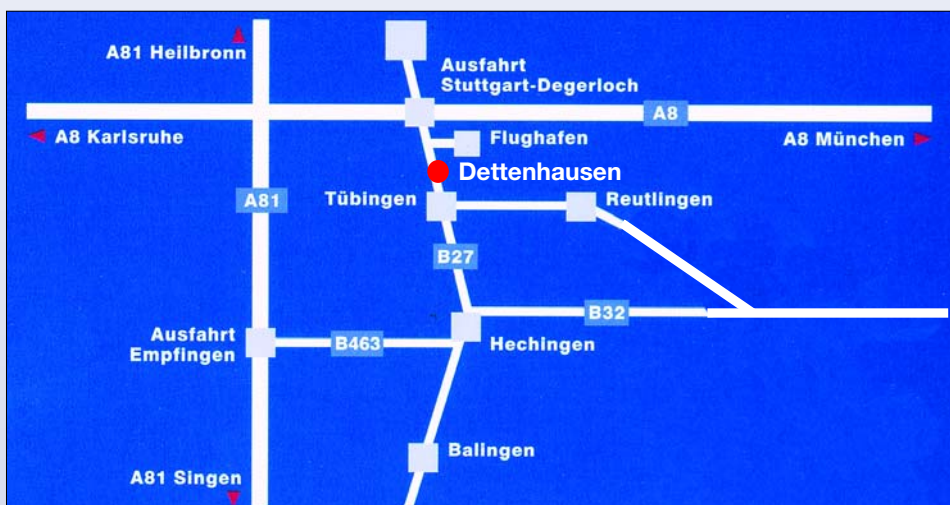 A81 Heilbronn
Ausfahrt
Stuttgart-Degerloch
A8
A8 Karlsruhe
Flughafen
A8 München
Dettenhausen
A81
Tübingen
Reutlingen
B27
B32
Ausfahrt
Empfingen
B463
Hechingen
Balingen
A81 Singen